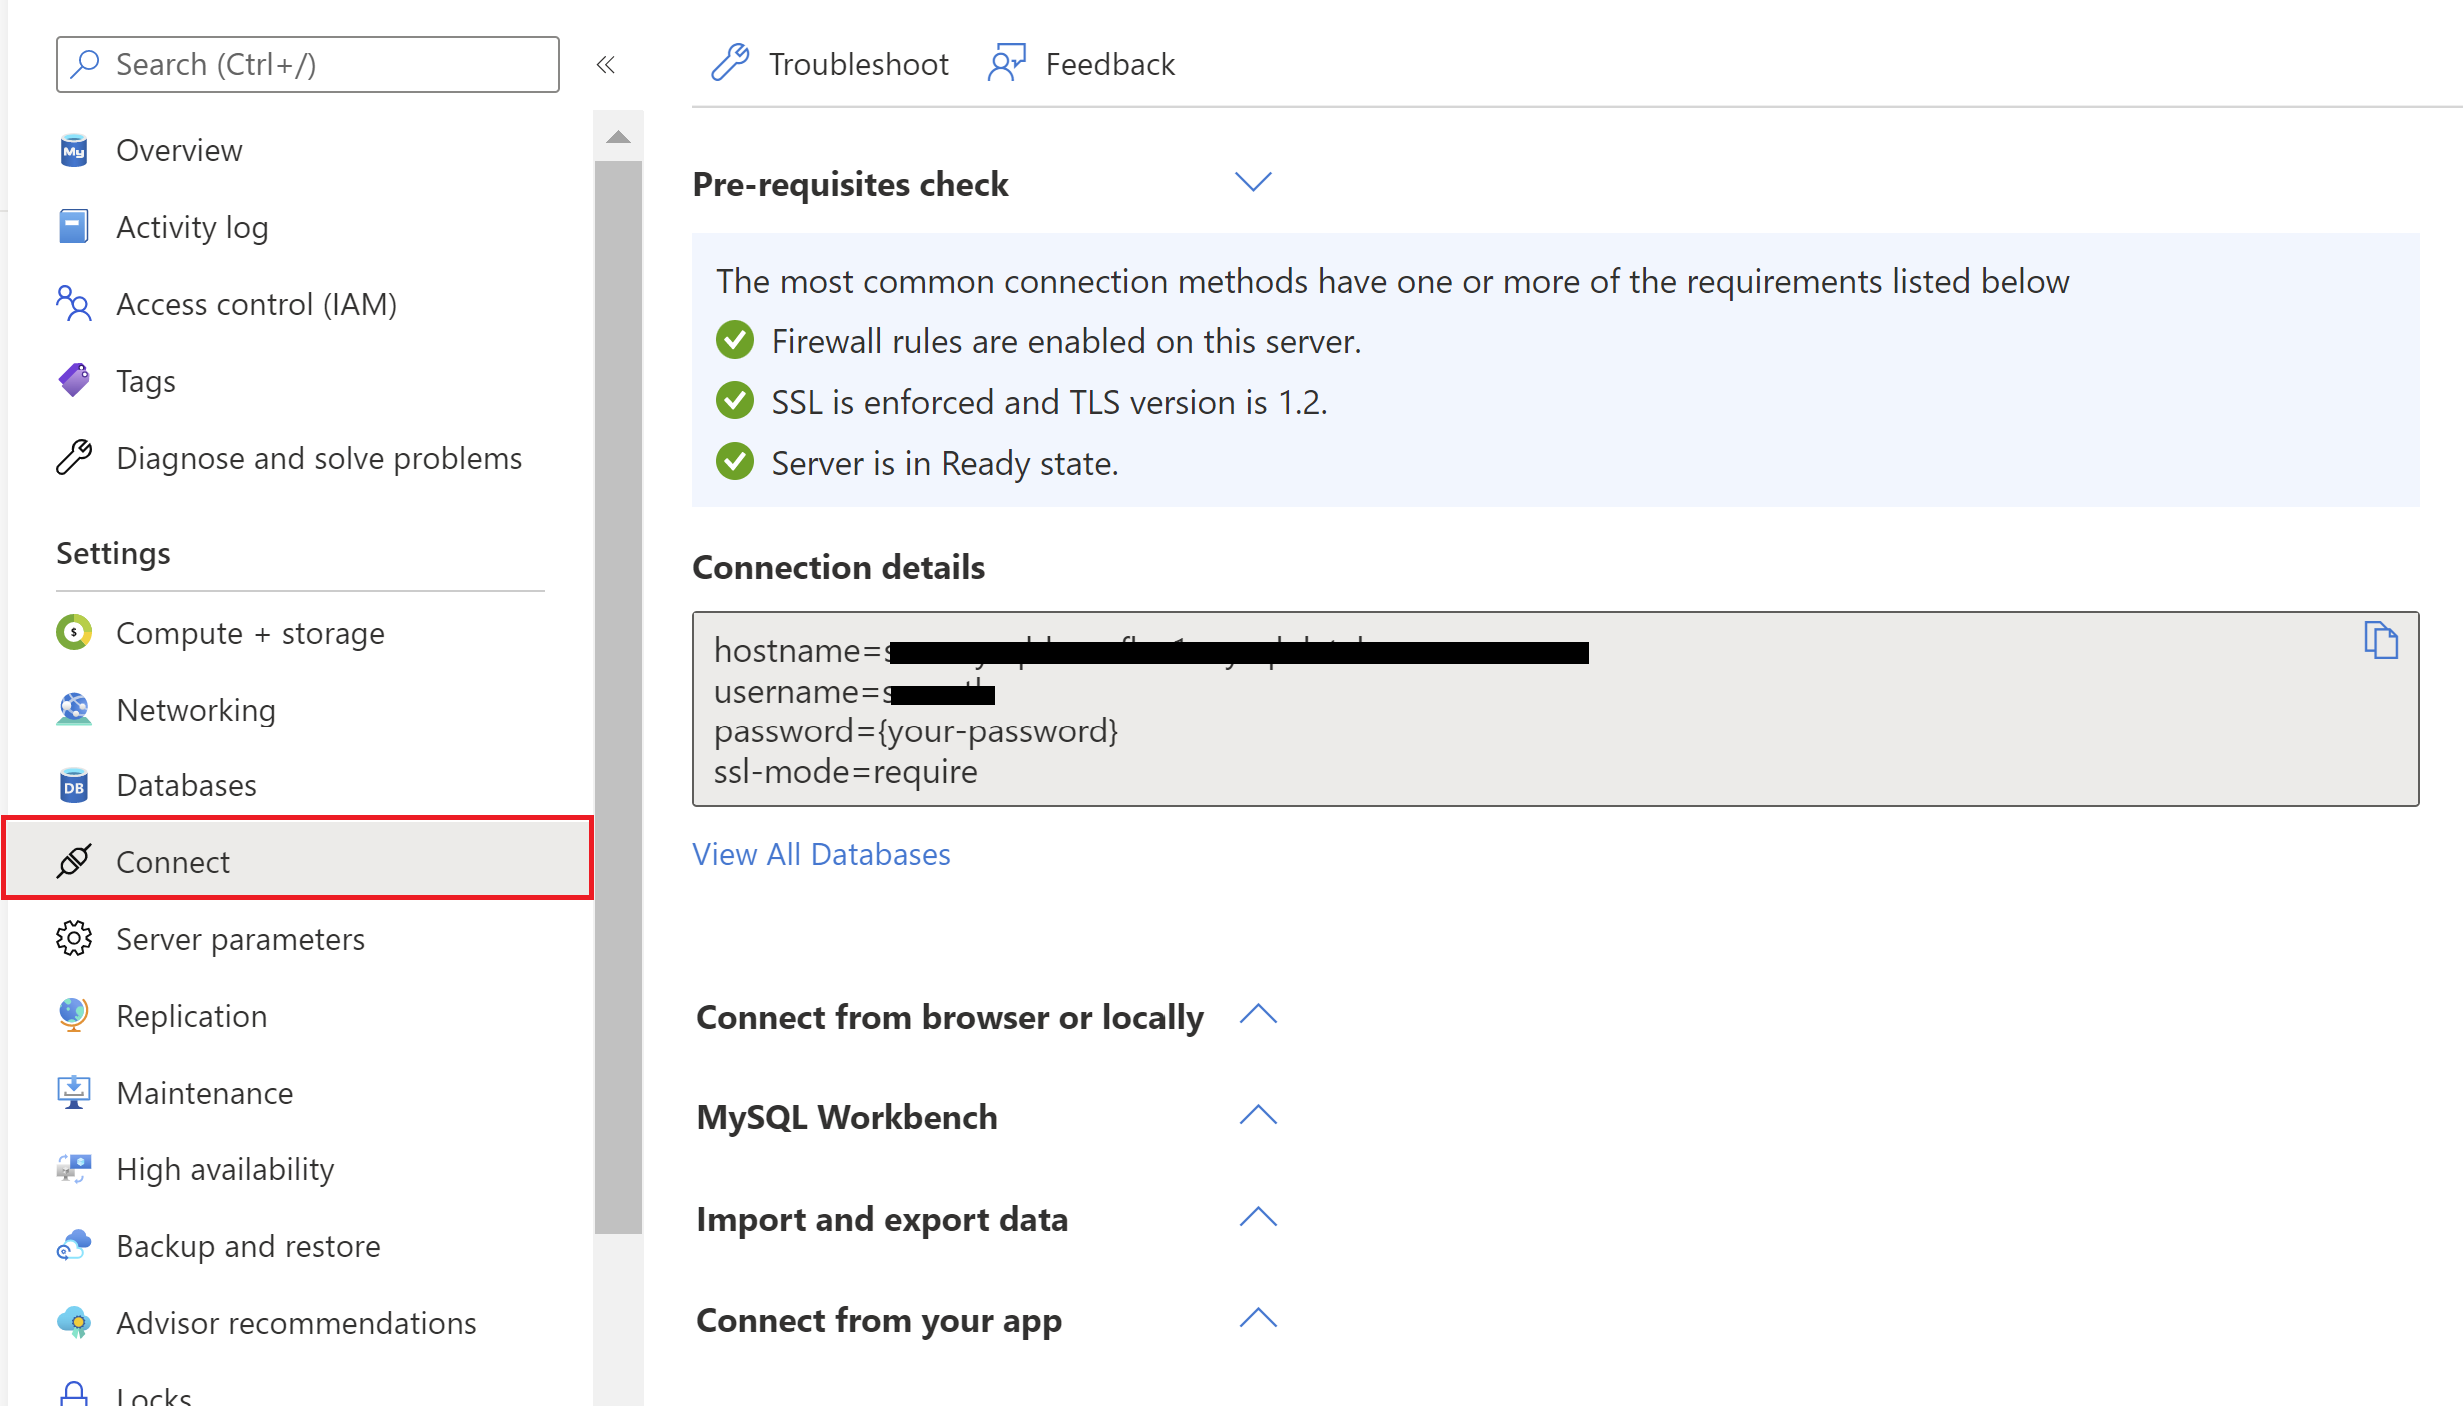 Search (Ctrl+/)
«
Overview
Activity log
Access control (IAM)
Tags
Diagnose and solve problems
Settings
Compute + storage
Networking
Databases
Connect
Server parameters
Replication
Maintenance
High availability
Backup and restore
Advisor recommendations
Locks
Troubleshoot
Feedback
Pre-requisites check
The most common connection methods have one or more of the requirements listed below
Firewall rules are enabled on this server.
SSL is enforced and TLS version is 1.2.
Server is in Ready state.
Connection details
hostname=
username=
password={your-password}
ssl-mode=require
View All Databases
Connect from browser or locally
MySQL Workbench
Import and export data
Connect from your app